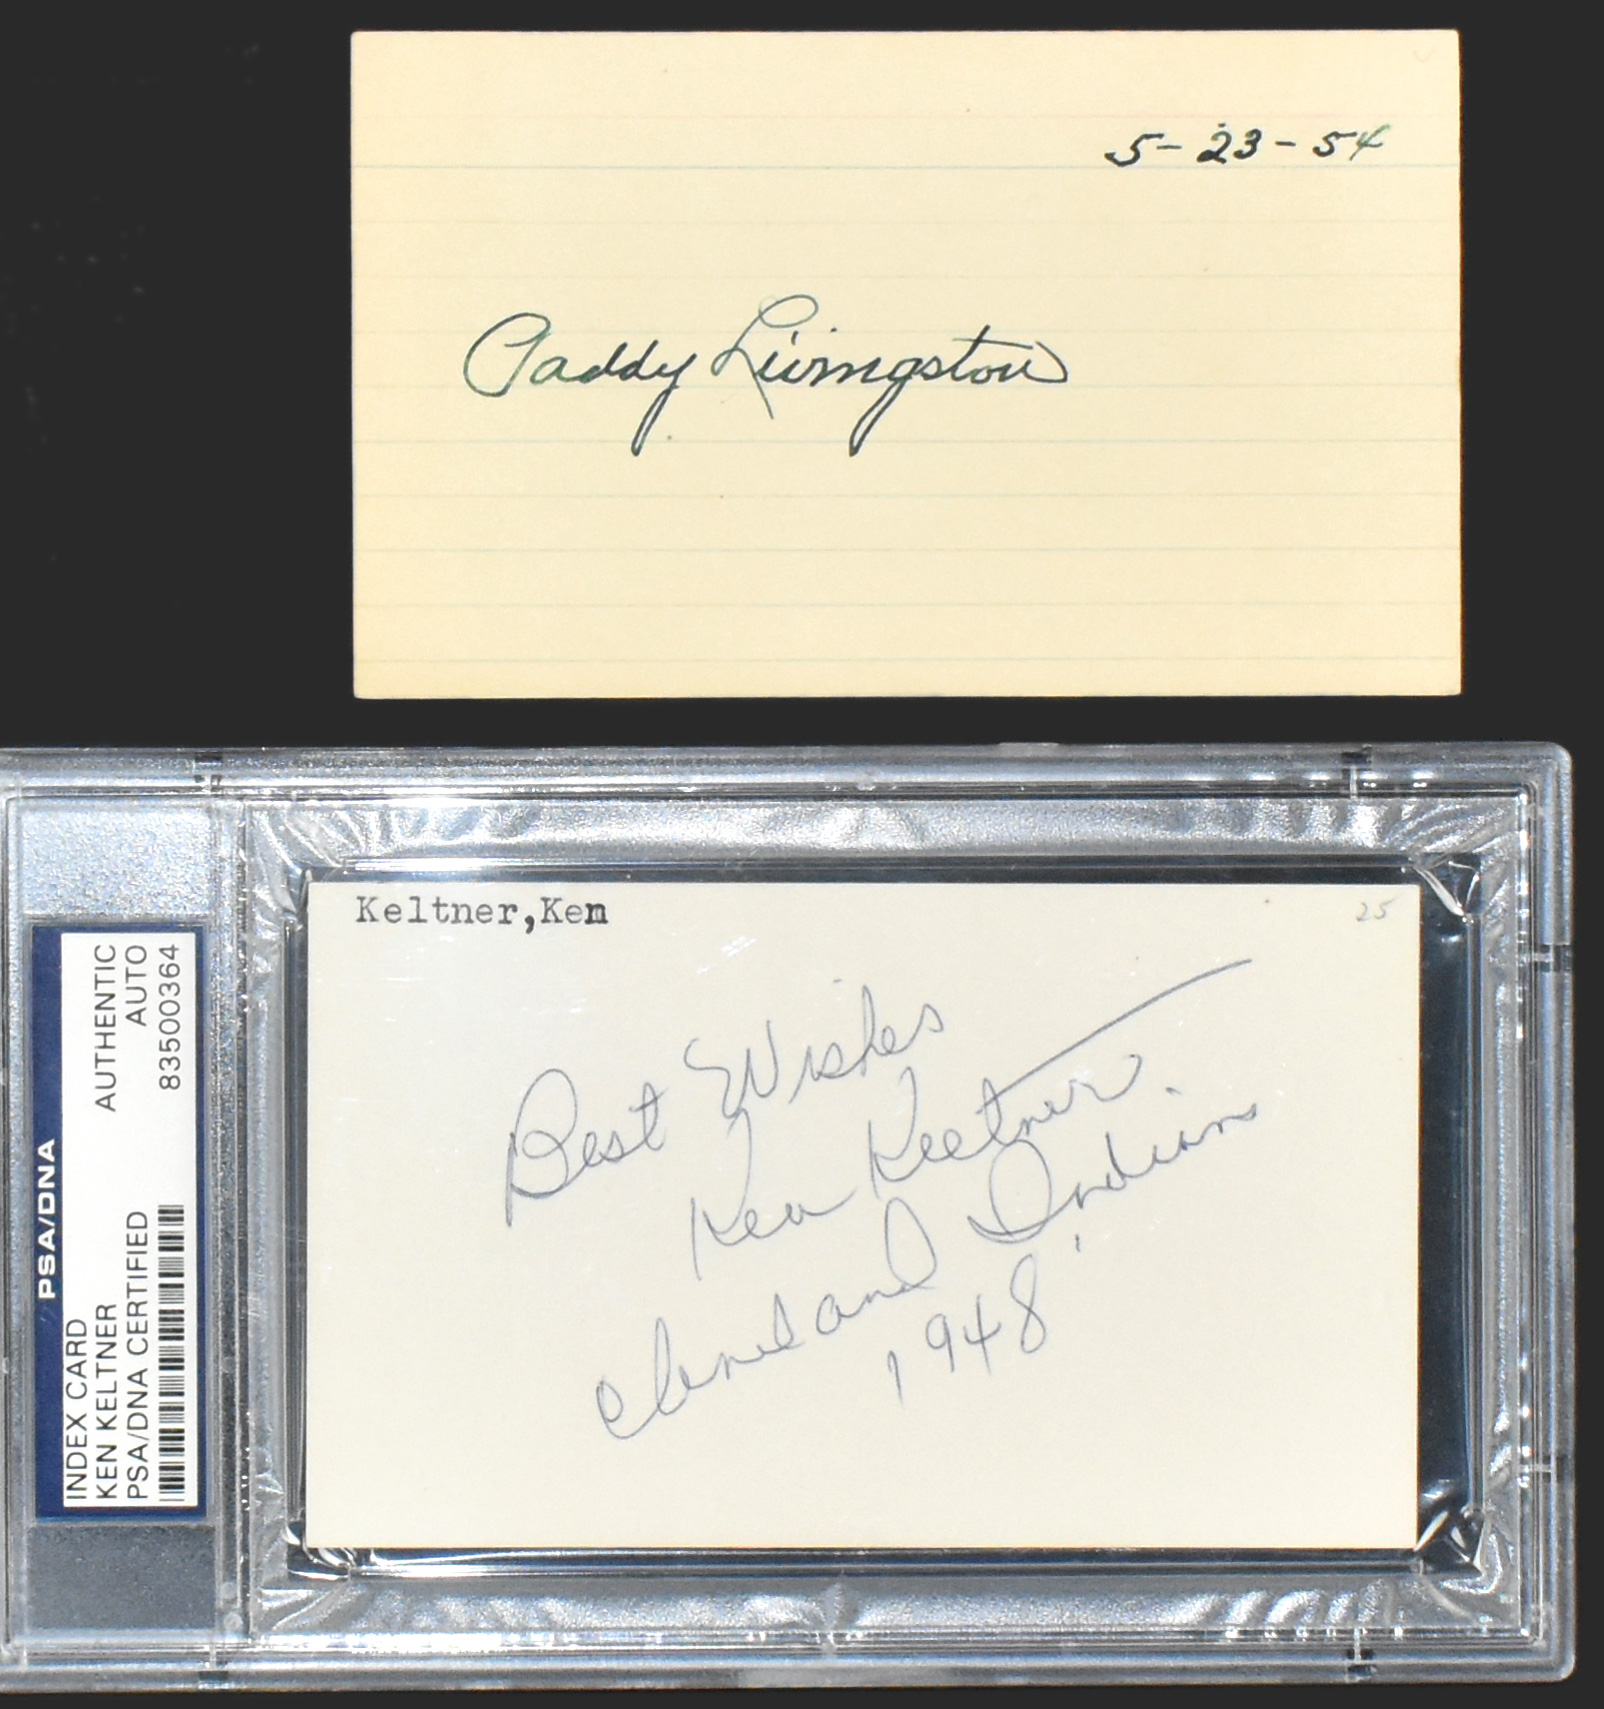 5-23-54
Paddy Livingston
PSA/DNA
INDEX CARD
KEN KELTNER
PSA/DNA CERTIFIED
AUTHENTIC
AUTO
83500364
Keltner,Ken
25
Best Wishes
Ken Keltner
Cleveland Indians
1948